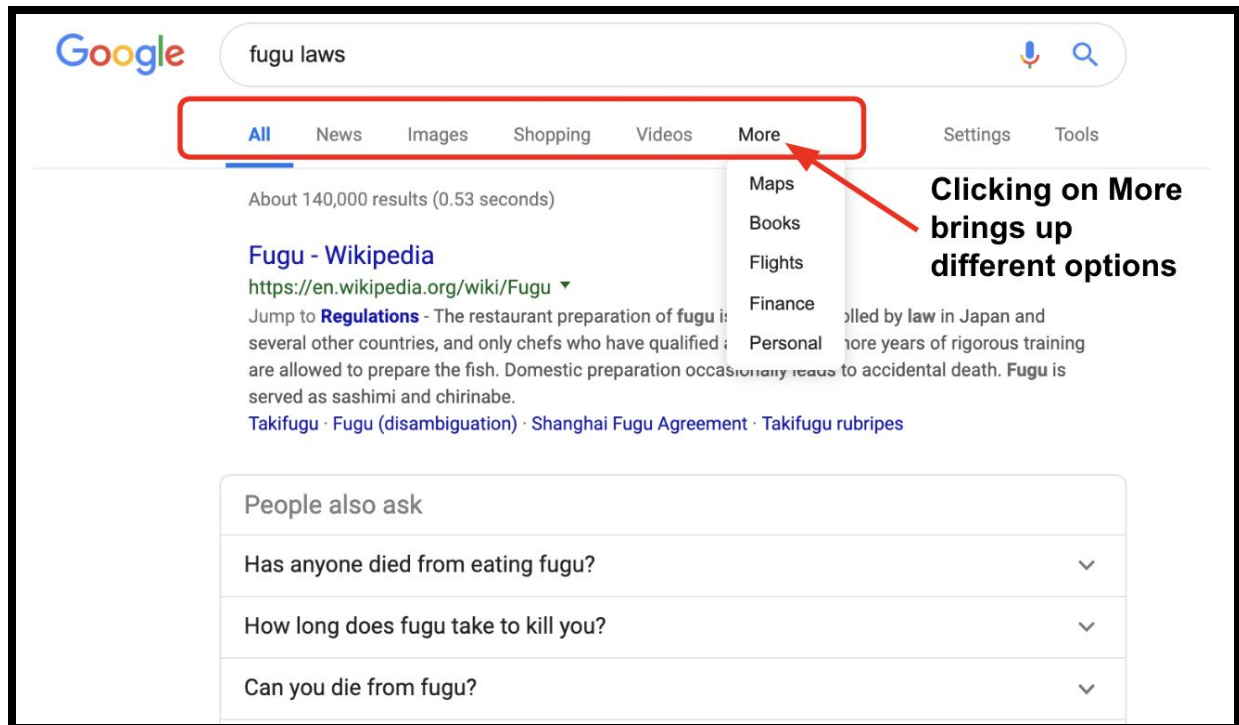 Google
fugu laws
All News Images Shopping Videos More Settings Tools
Maps
Books
Flights
Finance
Personal
Clicking on More
brings up
different options
About 140,000 results (0.53 seconds)
Fugu - Wikipedia
https://en.wikipedia.org/wiki/Fugu
Jump to Regulations - The restaurant preparation of fugu olled by law in Japan and
several other countries, and only chefs who have qualified years of rigorous training
are allowed to prepare the fish. Domestic preparation occasionally leads to accidental death. Fugu is
served as sashimi and chirinabe.
Takifugu · Fugu (disambiguation) · Shanghai Fugu Agreement · Takifugu rubripes
People also ask
Has anyone died from eating fugu?
How long does fugu take to kill you?
Can you die from fugu?